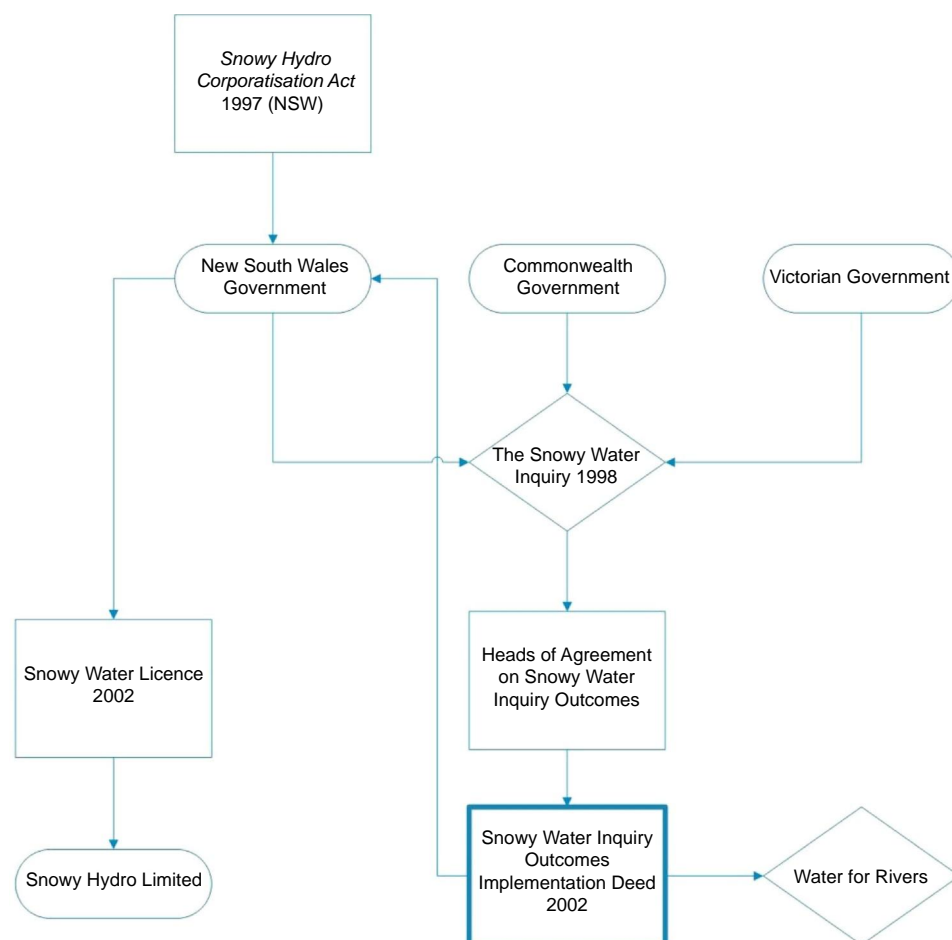 Snowy Hydro
Corporatisation Act
1997 (NSW)
New South Wales
Government
Commonwealth
Government
Victorian Government
The Snowy Water
Inquiry 1998
Snowy Water Licence
2002
Heads of Agreement
on Snowy Water
Inquiry Outcomes
Snowy Hydro Limited
Snowy Water Inquiry
Outcomes
Implementation Deed
2002
Water for Rivers